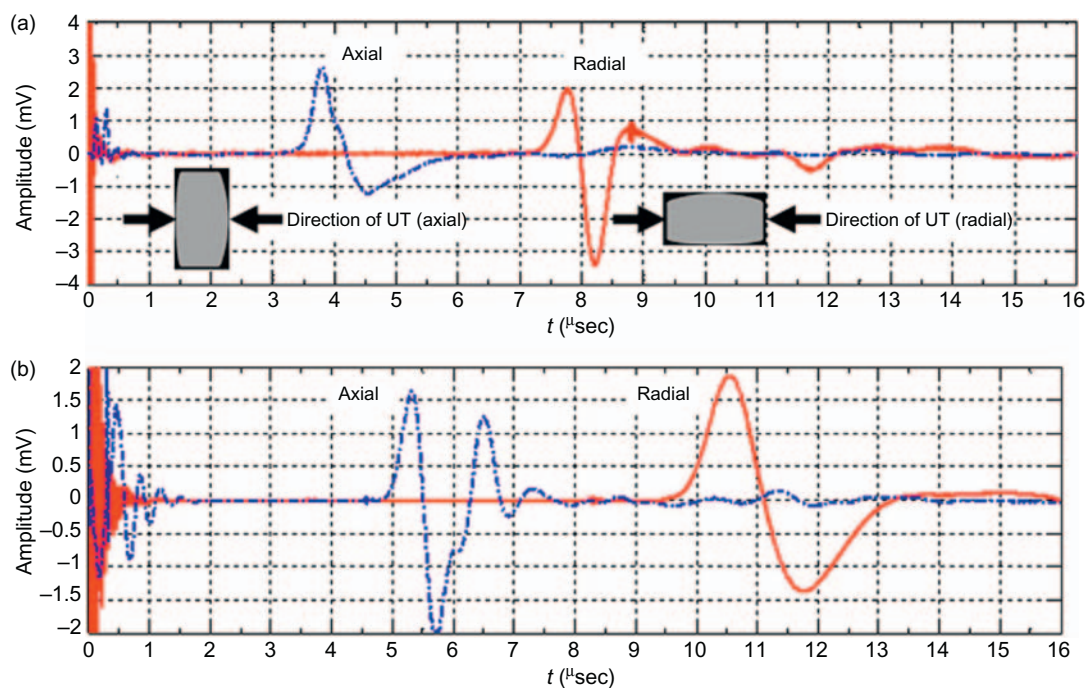 (a)
4
3
2
1
0
–1
–2
–3
–4
Amplitude (mV)
Axial
Radial
Direction of UT (axial)
Direction of UT (radial)
0 1 2 3 4 5 6 7 8 9 10 11 12 13 14 15 16
t (μsec)
(b)
2
1.5
1
0.5
0
–0.5
–1
–1.5
–2
Amplitude (mV)
Axial
Radial
0 1 2 3 4 5 6 7 8 9 10 11 12 13 14 15 16
t (μsec)